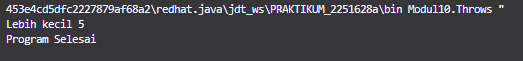 453e4cd5dfc2227879af68a2\redhat.java\jdt_ws\PRAKTIKUM_2251628a\bin Modul10.Throws "
Lebih kecil 5
Program Selesai